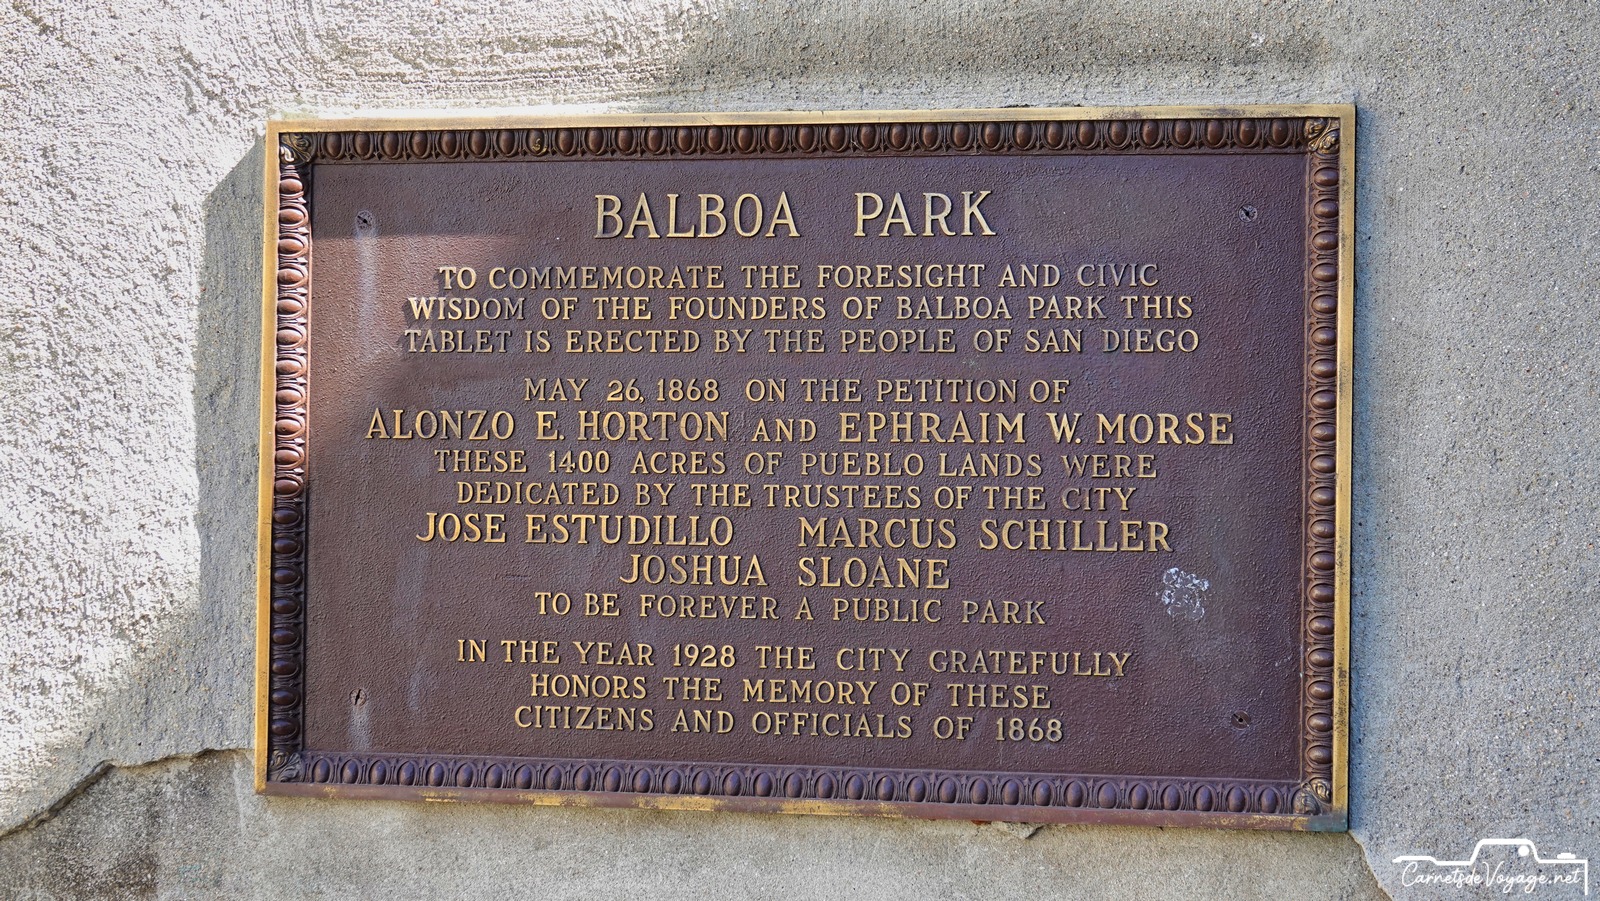 BALBOA PARK
TO COMMEMORATE THE FORESIGHT AND CIVIC
WISDOM OF THE FOUNDERS OF BALBOA PARK THIS
TABLET IS ERECTED BY THE PEOPLE OF SAN DIEGO
MAY 26, 1868 ON THE PETITION OF
ALONZO E. HORTON AND EPHRAIM W. MORSE
THESE 1400 ACRES OF PUEBLO LANDS WERE
DEDICATED BY THE TRUSTEES OF THE CITY
JOSE ESTUDILLO MARCUS SCHILLER
JOSHUA SLOANE
TO BE FOREVER A PUBLIC PARK
IN THE YEAR 1928 THE CITY GRATEFULLY
HONORS THE MEMORY OF THESE
CITIZENS AND OFFICIALS OF 1868
CarnetsdeVoyage.net